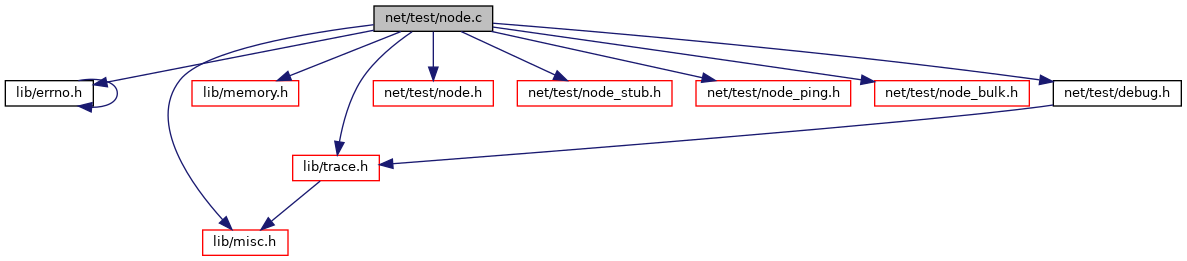 net/test/node.c
lib/errno.h
lib/memory.h
net/test/node.h
net/test/node_stub.h
net/test/node_ping.h
net/test/node_bulk.h
net/test/debug.h
lib/trace.h
lib/misc.h